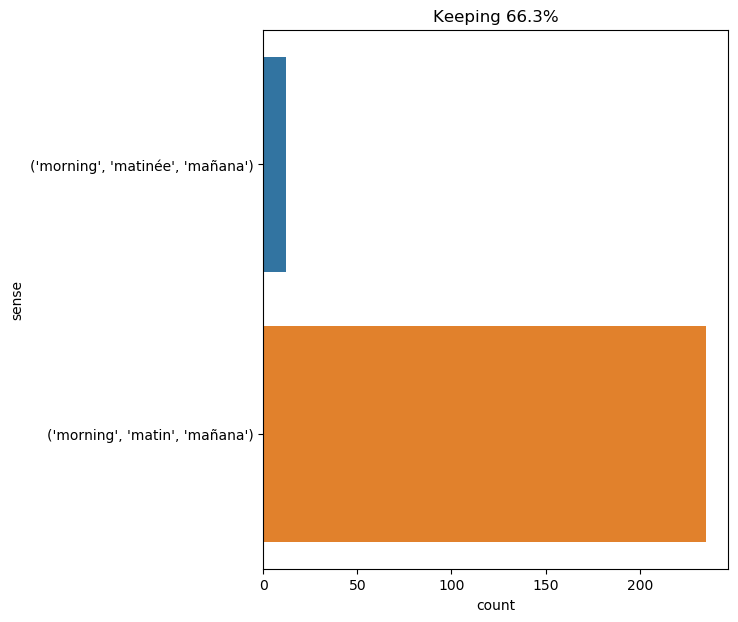 Keeping 66.3%
('morning', 'matinée', 'mañana')
sense
('morning', 'matin', 'mañana')
0 50 100 150 200
count